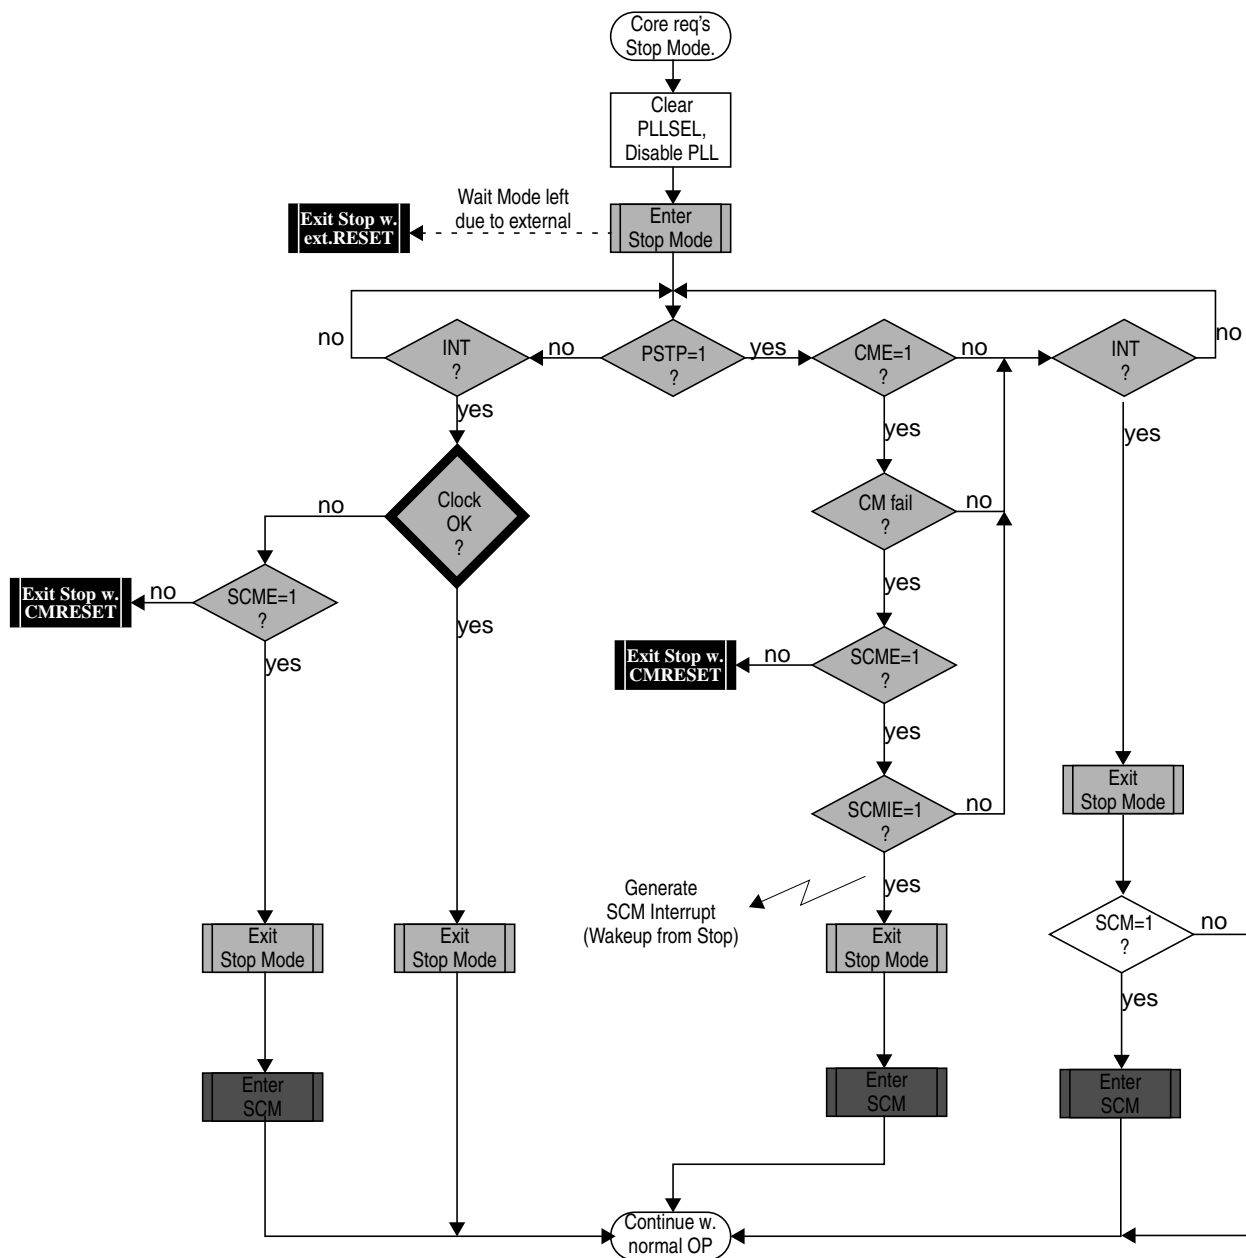 Core req's
Stop Mode.
Clear
PLLSEL,
Disable PLL
Wait Mode left
due to external
Exit Stop w.
ext.RESET
Enter
Stop Mode
no
INT
?
no
PSTP=1
?
yes
CME=1
?
no
INT
?
no
yes
yes
yes
Clock
OK
?
no
CM fail
?
no
Exit Stop w.
CMRESET
no
SCME=1
?
yes
yes
yes
Exit Stop w.
CMRESET
no
SCME=1
?
yes
SCMIE=1
?
no
Exit
Stop Mode
Generate
SCM Interrupt
(Wakeup from Stop)
yes
Exit
Stop Mode
Exit
Stop Mode
Exit
Stop Mode
SCM=1
?
no
yes
Enter
SCM
Enter
SCM
Enter
SCM
Continue w.
normal OP